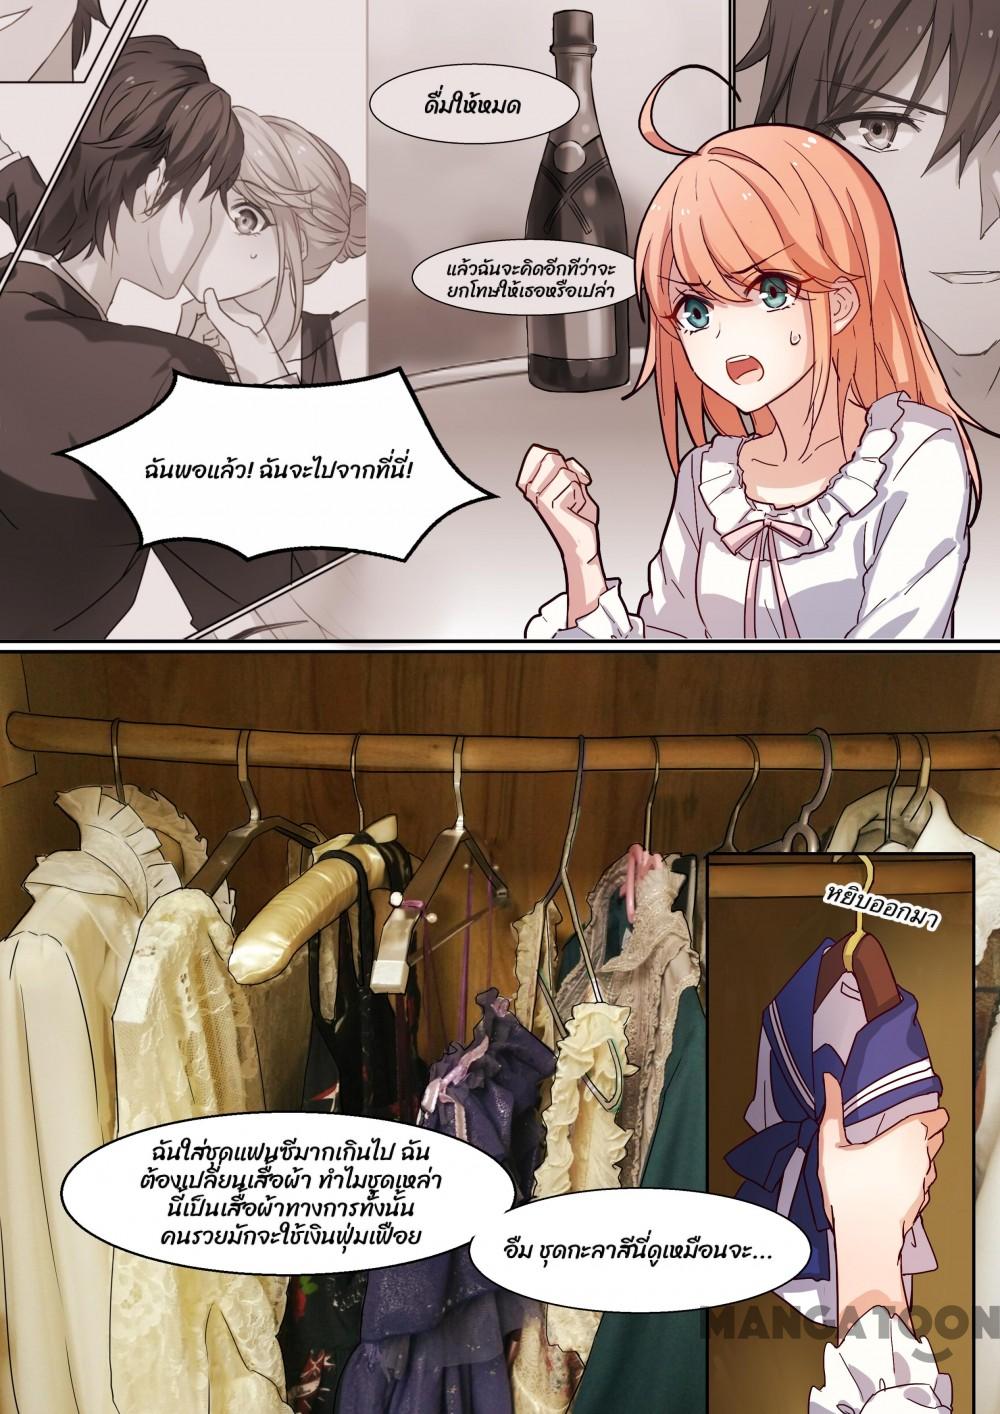 ดื่มให้หมด
แล้วฉันจะคิดอีกทีว่าจะ
ยกโทษให้เธอหรือเปล่า
ฉันพอแล้ว! ฉันจะไปจากที่นี่!
หยิบออกมา
ฉันใส่ชุดแฟนซีมากเกินไป ฉัน
ต้องเปลี่ยนเสื้อผ้า ทำไมชุดเหล่า
นี้เป็นเสื้อผ้าทางการทั้งนั้น
คนรวยมักจะใช้เงินฟุ่มเฟือย
อืม ชุดกะลาสีนี่ดูเหมือนจะ...
MANGATOON